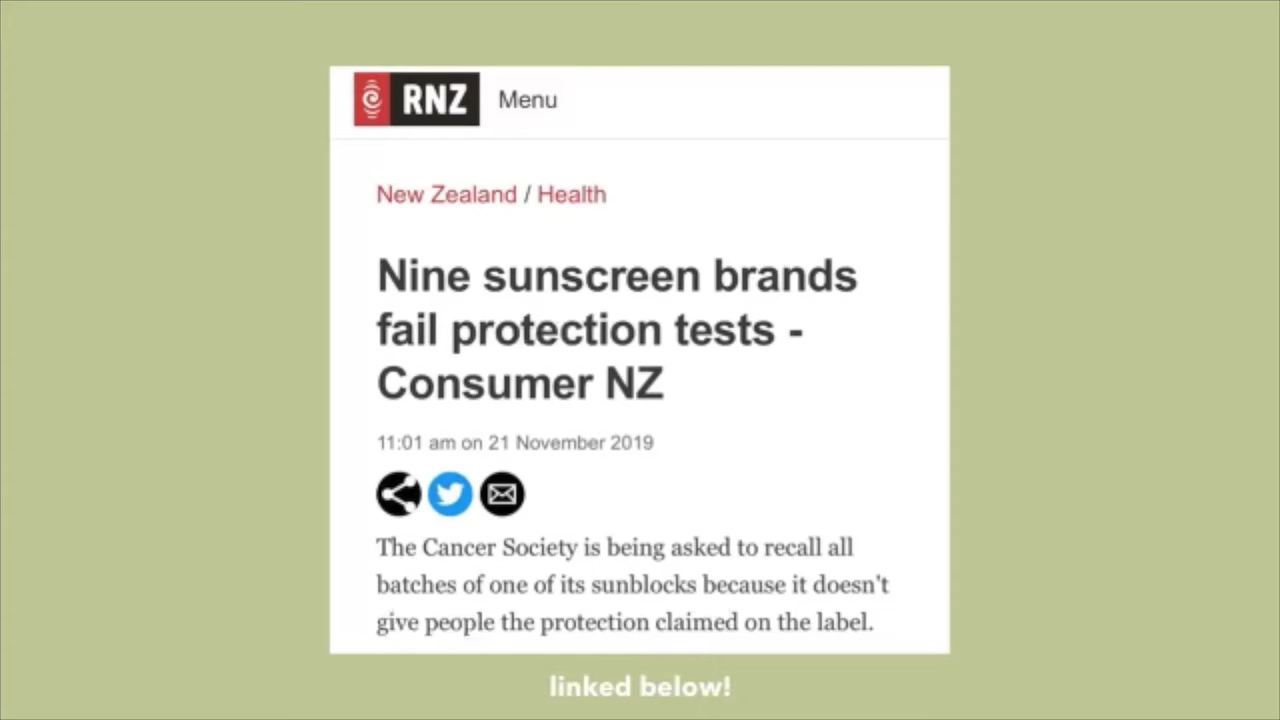 RNZ Menu
New Zealand / Health
Nine sunscreen brands
fail protection tests -
Consumer NZ
11:01 am on 21 November 2019
The Cancer Society is being asked to recall all
batches of one of its sunblocks because it doesn't
give people the protection claimed on the label.
linked below!